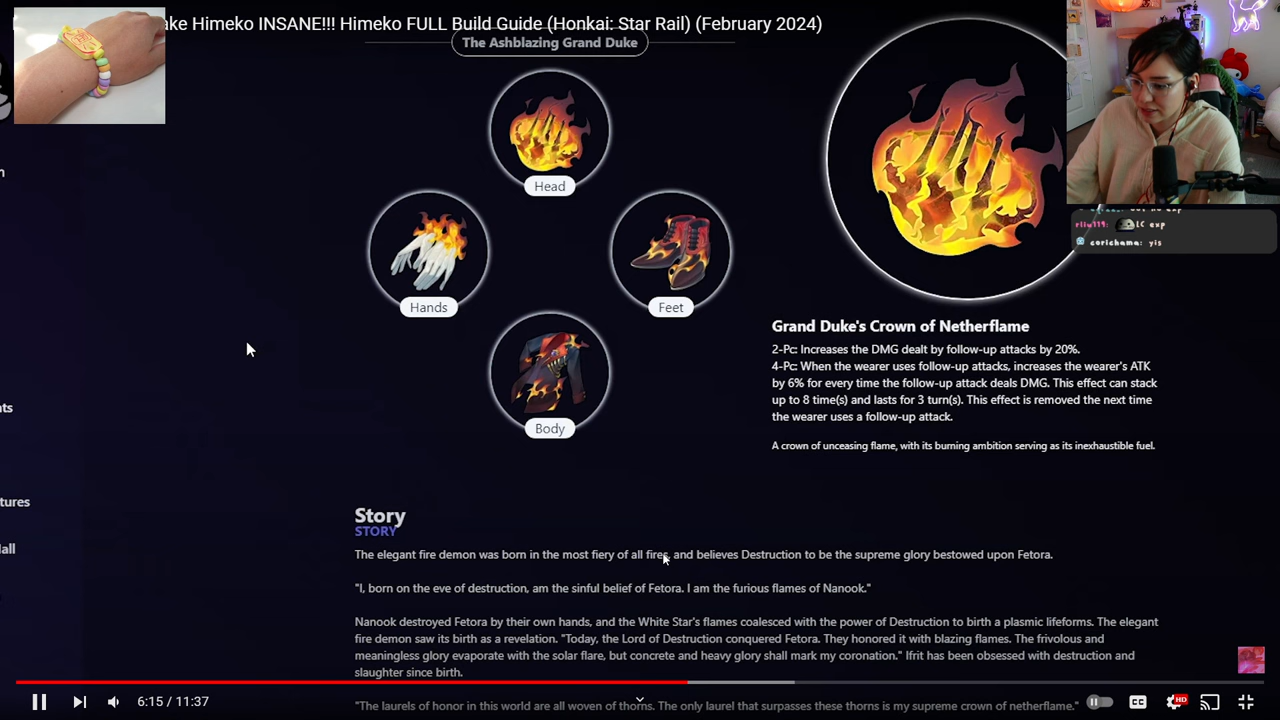 ake Himeko INSANE!!! Himeko FULL Build Guide (Honkai: Star Rail) (February 2024)
The Ashblazing Grand Duke
Head
Hands
Feet
Body
riiu119: LC exp
corichama: yis
Grand Duke's Crown of Netherflame
2-Pc: Increases the DMG dealt by follow-up attacks by 20%.
4-Pc: When the wearer uses follow-up attacks, increases the wearer's ATK
by 6% for every time the follow-up attack deals DMG. This effect can stack
up to 8 time(s) and lasts for 3 turn(s). This effect is removed the next time
the wearer uses a follow-up attack.
A crown of unceasing flame, with its burning ambition serving as its inexhaustible fuel.
nts
tures
Hall
Story
STORY
The elegant fire demon was born in the most fiery of all fires, and believes Destruction to be the supreme glory bestowed upon Fetora.
"I, born on the eve of destruction, am the sinful belief of Fetora. I am the furious flames of Nanook."
Nanook destroyed Fetora by their own hands, and the White Star's flames coalesced with the power of Destruction to birth a plasmic lifeforms. The elegant
fire demon saw its birth as a revelation. "Today, the Lord of Destruction conquered Fetora. They honored it with blazing flames. The frivolous and
meaningless glory evaporate with the solar flare, but concrete and heavy glory shall mark my coronation." Ifrit has been obsessed with destruction and
slaughter since birth.
"The laurels of honor in this world are all woven of thorns. The only laurel that surpasses these thorns is my supreme crown of netherflame."
6:15 / 11:37
CC
HD